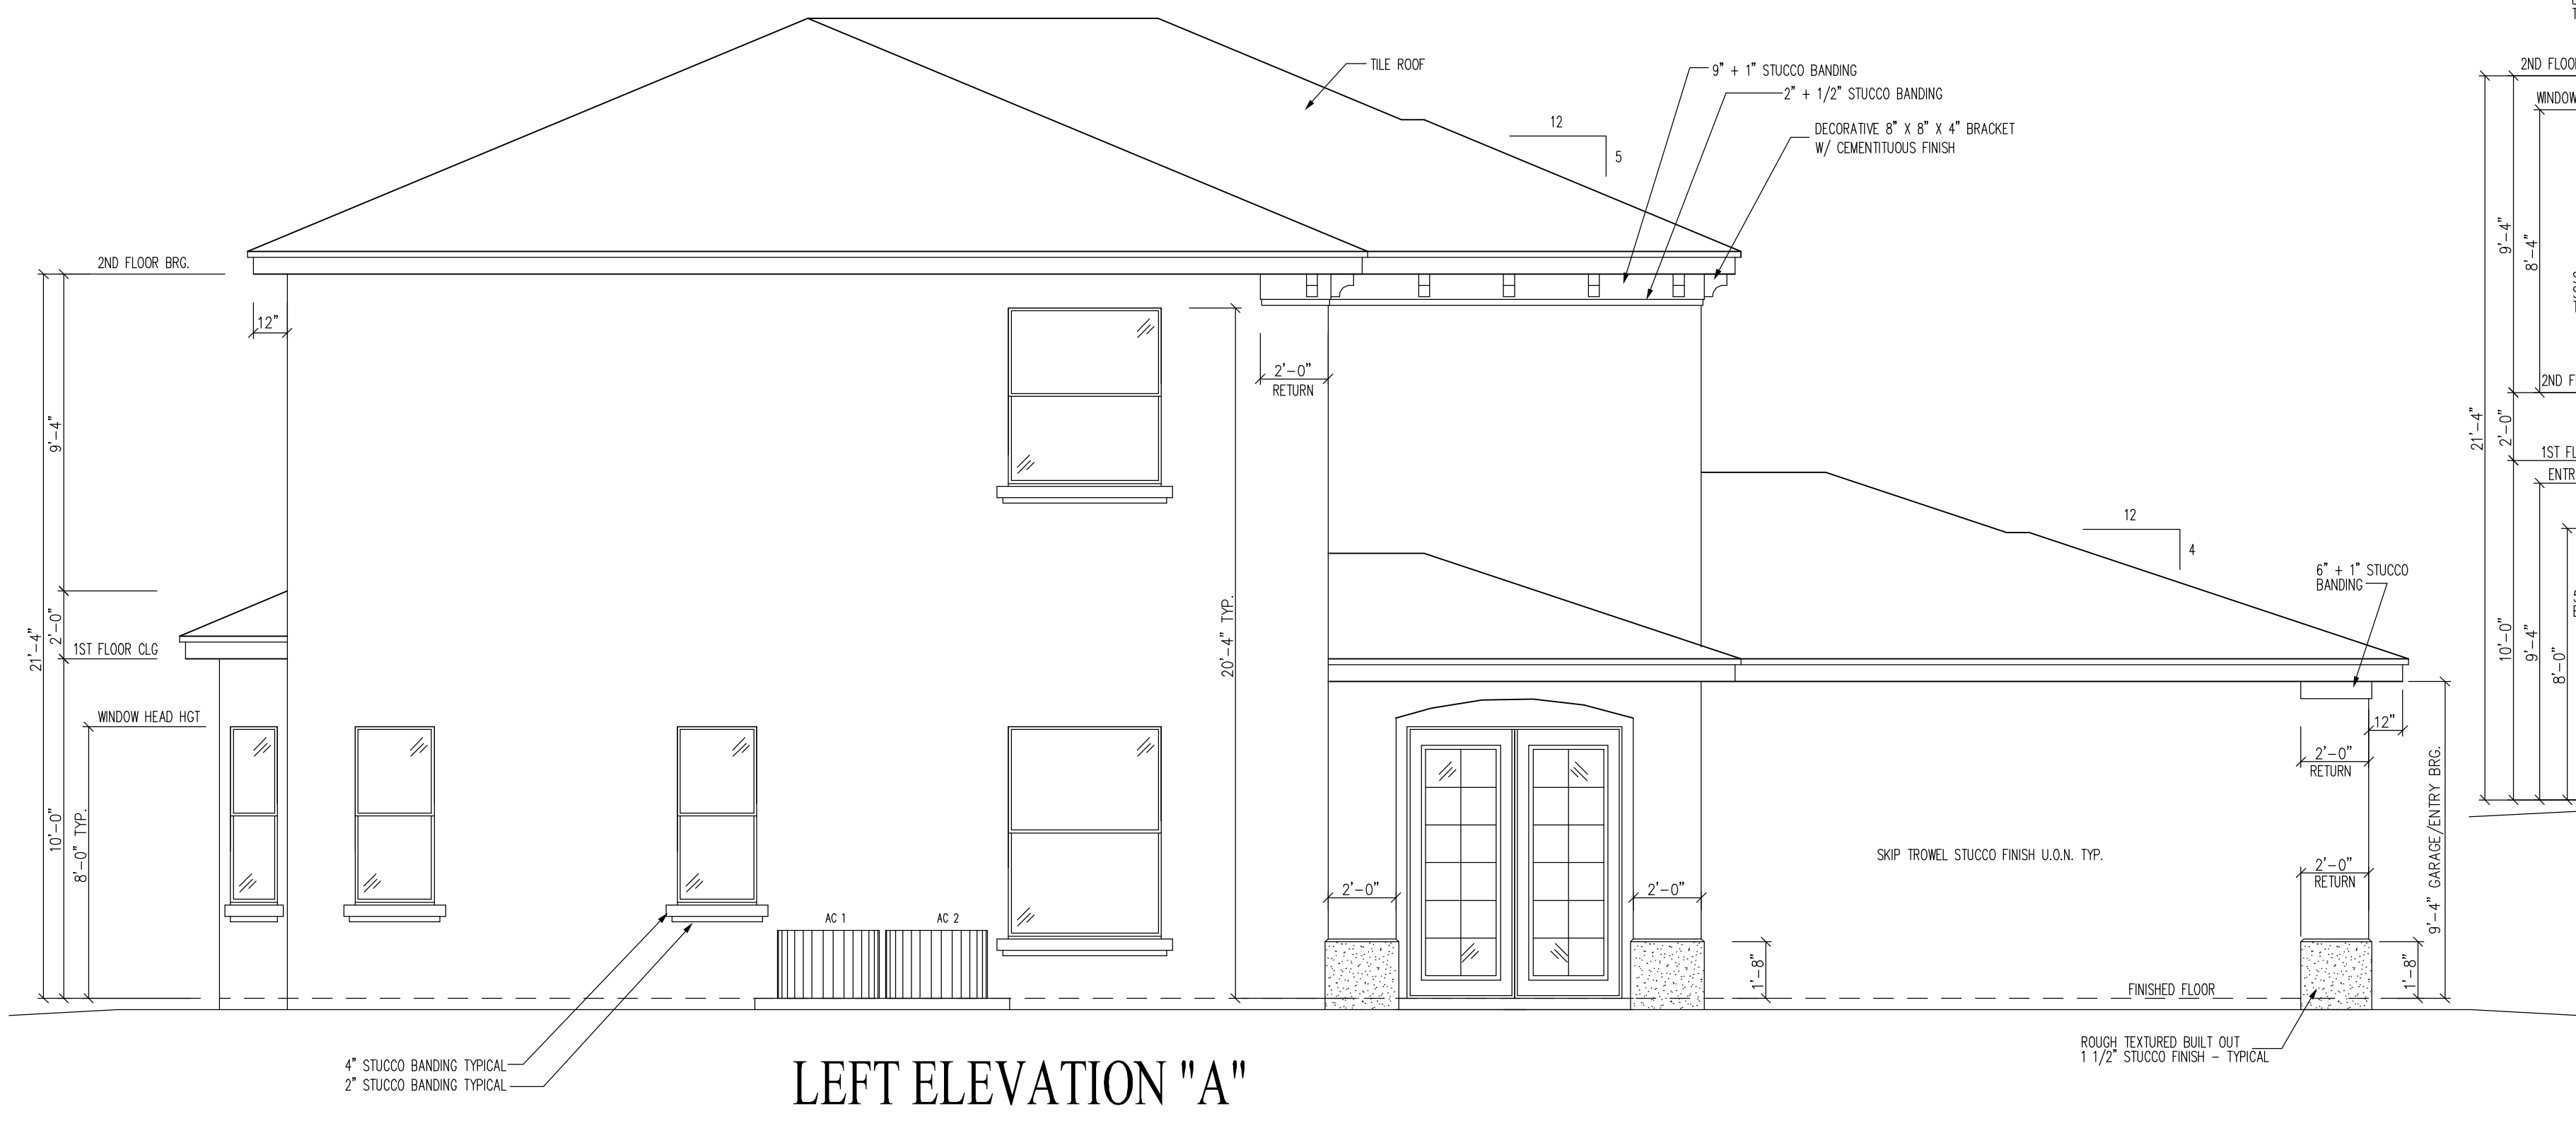 TILE ROOF
9" + 1" STUCCO BANDING
2" + 1/2" STUCCO BANDING
DECORATIVE 8" X 8" X 4" BRACKET
W/ CEMENTITUOUS FINISH
12
5
2ND FLOOR BRG.
12"
9'-4"
2'-0"
RETURN
21'-4"
2'-0"
1ST FLOOR CLG
20'-4" TYP.
12
4
6" + 1" STUCCO
BANDING
WINDOW HEAD HGT
10'-0"
8'-0" TYP.
12"
2'-0"
RETURN
9'-4" GARAGE/ENTRY BRG.
SKIP TROWEL STUCCO FINISH U.O.N. TYP.
2'-0"
RETURN
2'-0"
2'-0"
AC 1
AC 2
1'-8"
1'-8"
FINISHED FLOOR
4" STUCCO BANDING TYPICAL
2" STUCCO BANDING TYPICAL
ROUGH TEXTURED BUILT OUT
1 1/2" STUCCO FINISH - TYPICAL
LEFT ELEVATION "A"
2ND FLOO
WINDOW
9'-4"
8'-4"
2ND F
21'-4"
2'-0"
1ST FL
ENTR
10'-0"
9'-4"
8'-0"